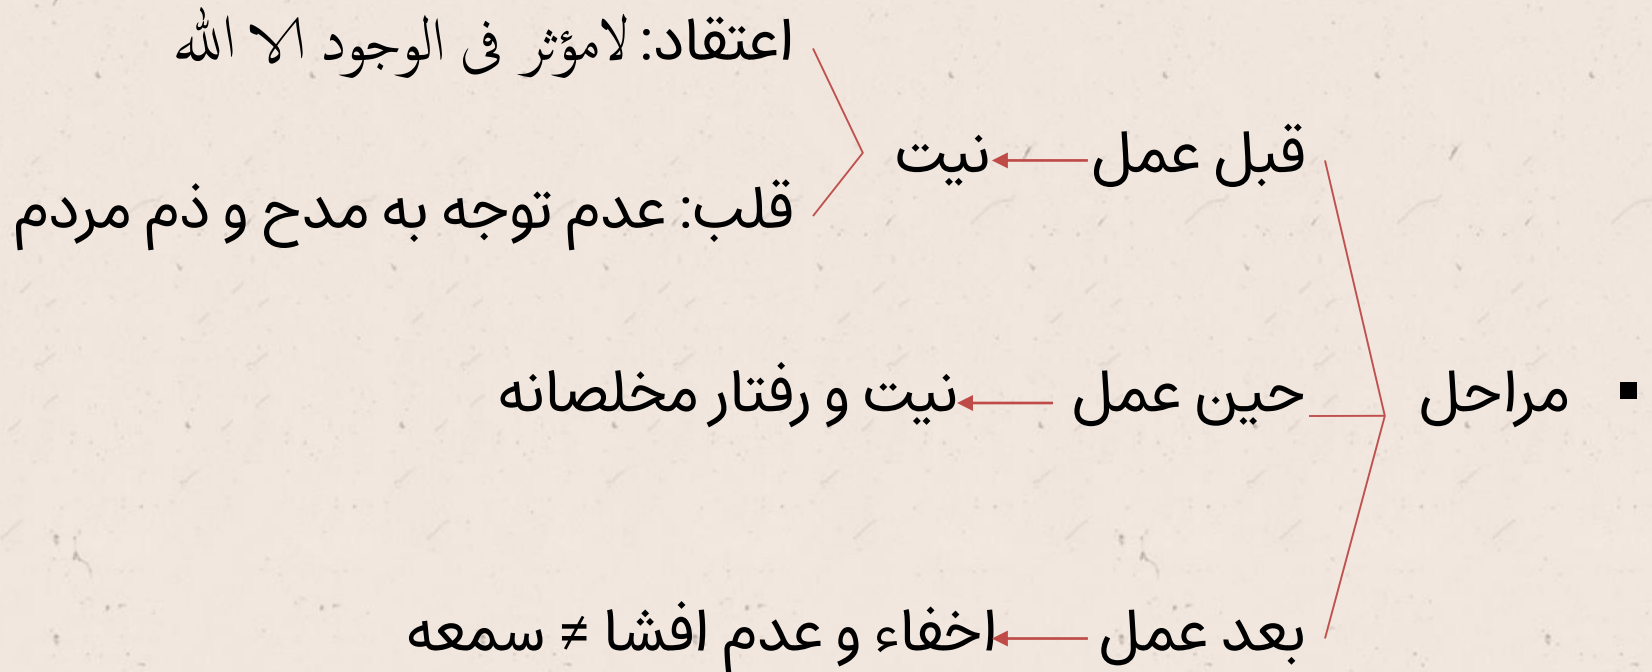 اعتقاد: لامؤثر فی الوجود الا الله
قبل عمل نیت
قلب: عدم توجه به مدح و ذم مردم
▪ مراحل حین عمل نیت و رفتار مخلصانه
بعد عمل اخفاء و عدم افشا ≠ سمعه